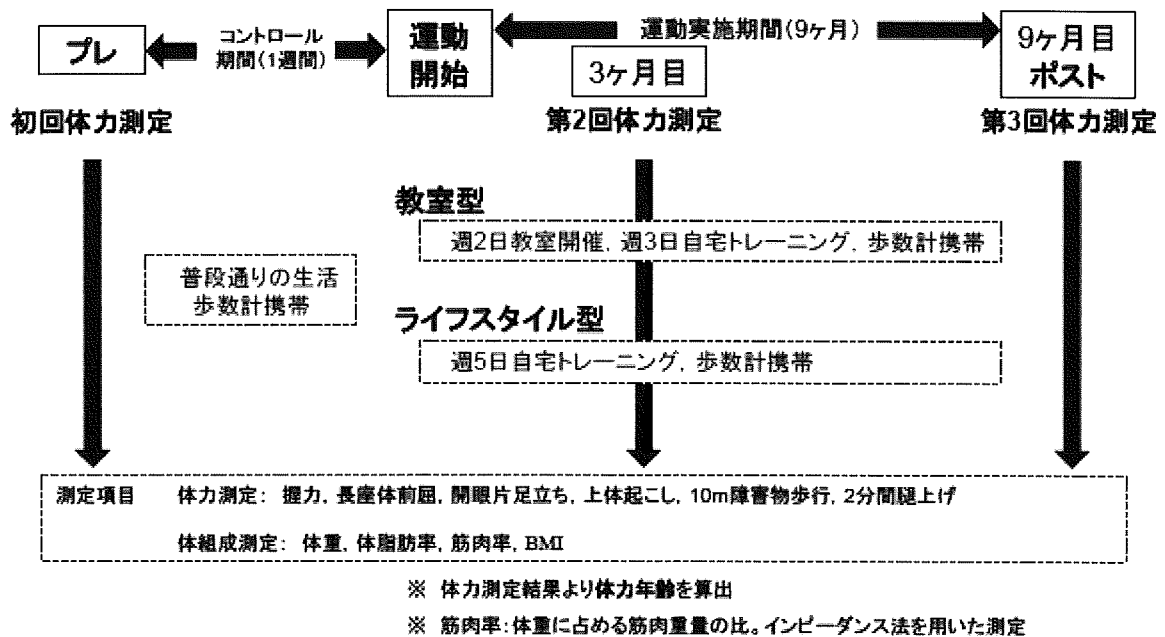 プレ
コントロール
期間(1週間)
運動
開始
運動実施期間(9ヶ月)
3ヶ月目
9ヶ月目
ポスト
初回体力測定
第2回体力測定
第3回体力測定
教室型
週2日教室開催, 週3日自宅トレーニング, 歩数計携帯
普段通りの生活
歩数計携帯
ライフスタイル型
週5日自宅トレーニング, 歩数計携帯
測定項目 体力測定: 握力, 長座体前屈, 開眼片足立ち, 上体起こし, 10m障害物歩行, 2分間腿上げ
体組成測定: 体重, 体脂肪率, 筋肉率, BMI
※ 体力測定結果より体力年齢を算出
※ 筋肉率:体重に占める筋肉重量の比。インピーダンス法を用いた測定